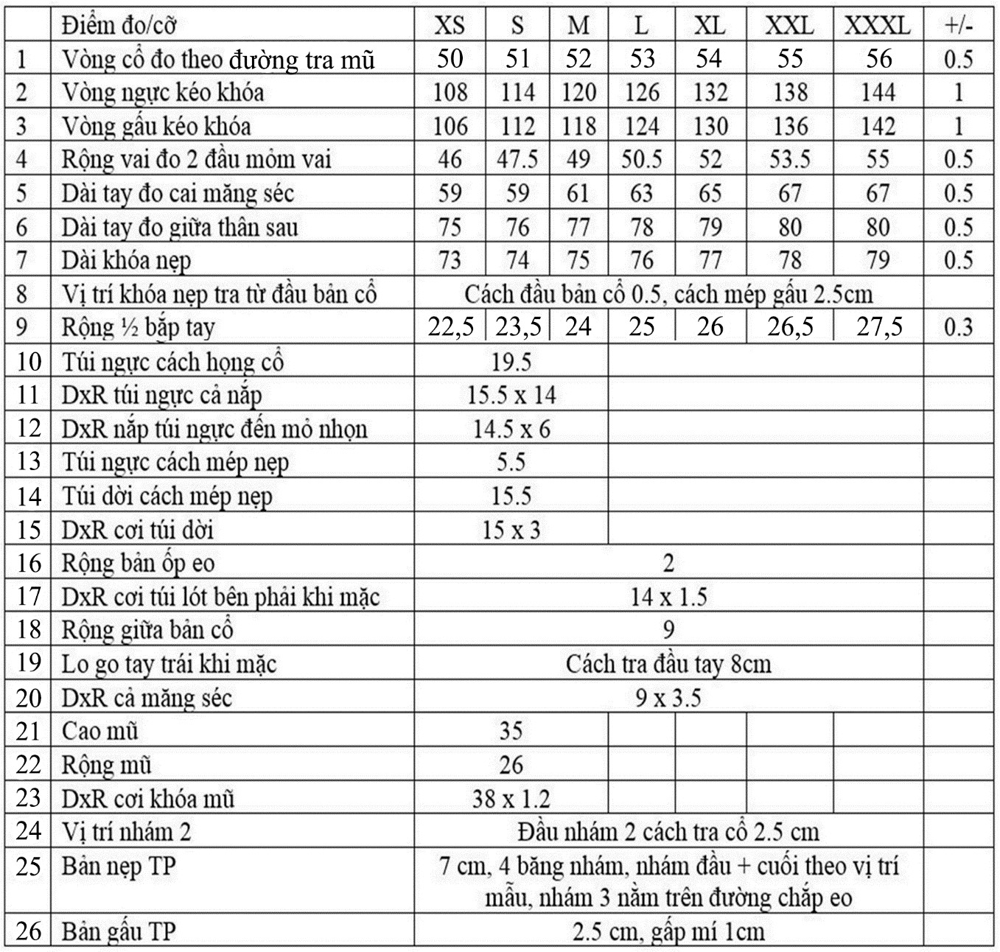 Điểm đo/cỡ XS S M L XL XXL XXXL +/-
1 Vòng cổ đo theo đường tra mũ 50 51 52 53 54 55 56 0.5
2 Vòng ngực kéo khóa 108 114 120 126 132 138 144 1
3 Vòng gấu kéo khóa 106 112 118 124 130 136 142 1
4 Rộng vai đo 2 đầu mỏm vai 46 47.5 49 50.5 52 53.5 55 0.5
5 Dài tay đo cai măng séc 59 59 61 63 65 67 67 0.5
6 Dài tay đo giữa thân sau 75 76 77 78 79 80 80 0.5
7 Dài khóa nẹp 73 74 75 76 77 78 79 0.5
8 Vị trí khóa nẹp tra từ đầu bản cổ Cách đầu bản cổ 0.5, cách mép gấu 2.5cm
9 Rộng ½ bắp tay 22,5 23,5 24 25 26 26,5 27,5 0.3
10 Túi ngực cách họng cổ 19.5
11 DxR túi ngực cả nắp 15.5 x 14
12 DxR nắp túi ngực đến mỏ nhọn 14.5 x 6
13 Túi ngực cách mép nẹp 5.5
14 Túi dời cách mép nẹp 15.5
15 DxR cơi túi dời 15 x 3
16 Rộng bản ốp eo 2
17 DxR cơi túi lót bên phải khi mặc 14 x 1.5
18 Rộng giữa bản cổ 9
19 Lo go tay trái khi mặc Cách tra đầu tay 8cm
20 DxR cả măng séc 9 x 3.5
21 Cao mũ 35
22 Rộng mũ 26
23 DxR cơi khóa mũ 38 x 1.2
24 Vị trí nhám 2 Đầu nhám 2 cách tra cổ 2.5 cm
25 Bản nẹp TP 7 cm, 4 băng nhám, nhám đầu + cuối theo vị trí
mẫu, nhám 3 nằm trên đường chắp eo
26 Bản gấu TP 2.5 cm, gấp mí 1cm